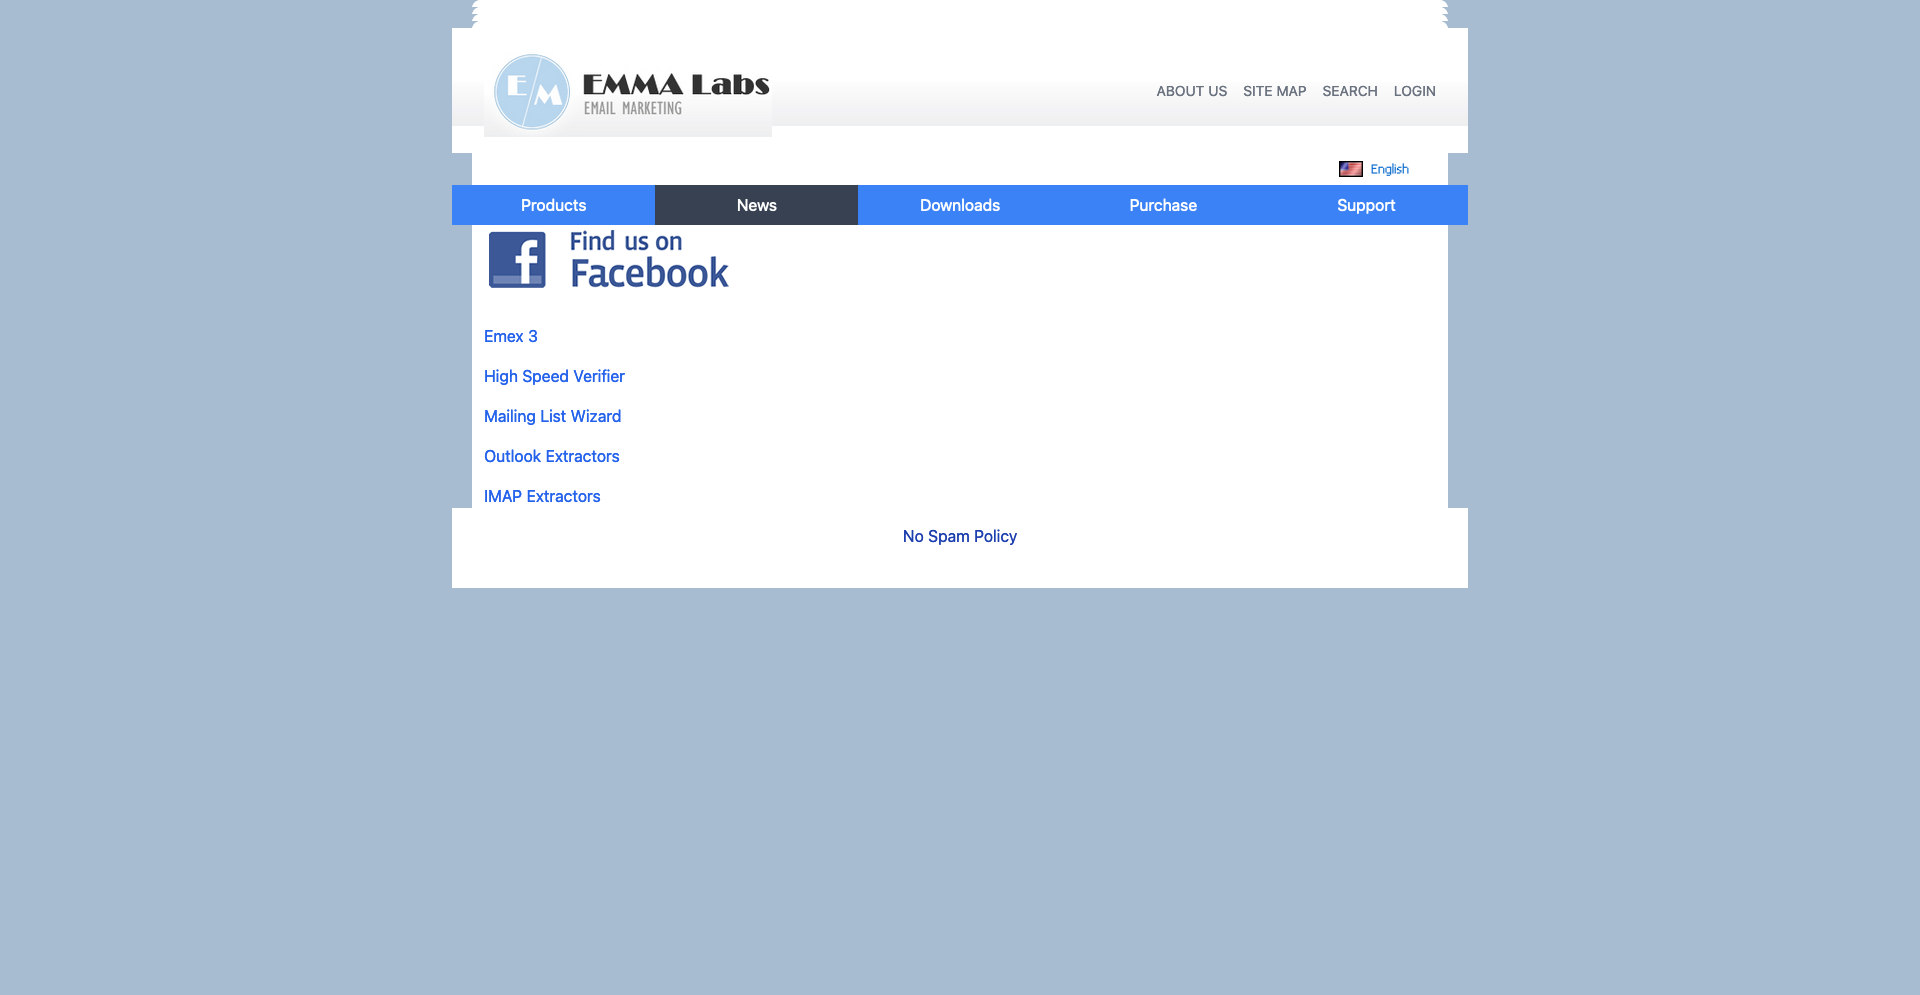 E/M
EMMA Labs
EMAIL MARKETING
ABOUT US SITE MAP SEARCH LOGIN
English
Products News Downloads Purchase Support
f
Find us on
Facebook
Emex 3
High Speed Verifier
Mailing List Wizard
Outlook Extractors
IMAP Extractors
No Spam Policy